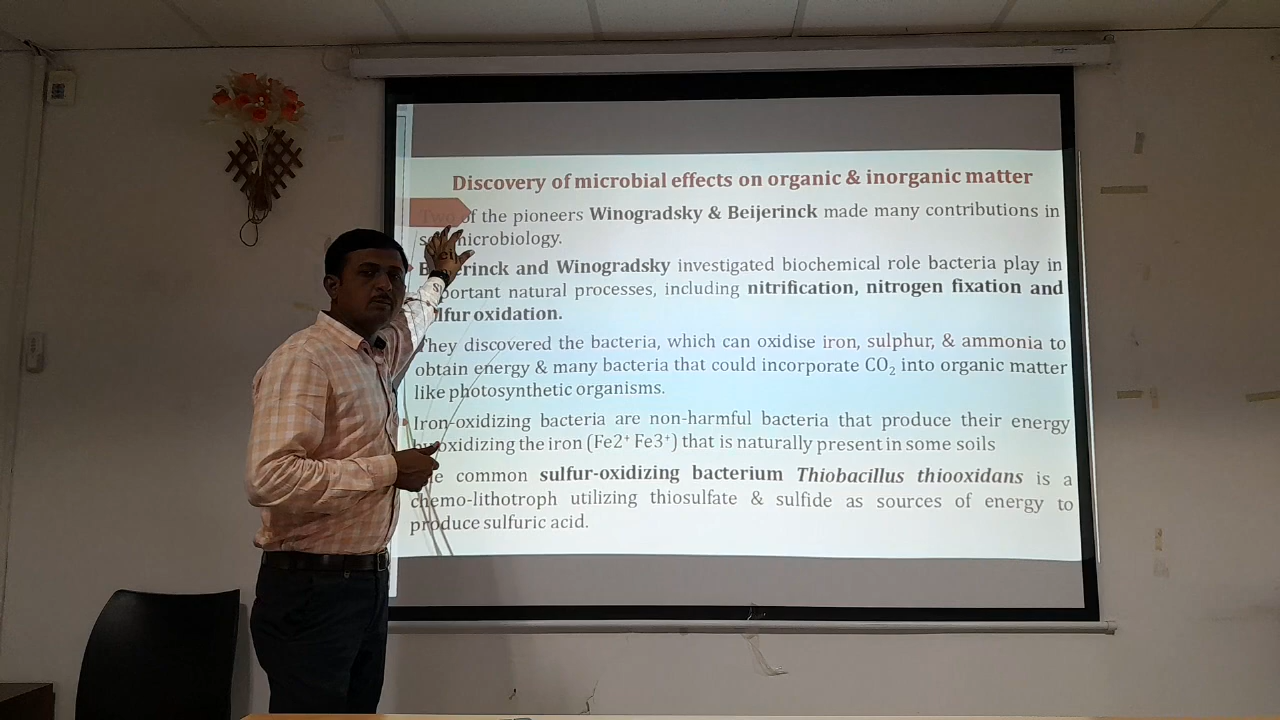 Discovery of microbial effects on organic & inorganic matter
Two of the pioneers Winogradsky & Beijerinck made many contributions in
microbiology.
Beijerinck and Winogradsky investigated biochemical role bacteria play in
important natural processes, including nitrification, nitrogen fixation and
sulfur oxidation.
They discovered the bacteria, which can oxidise iron, sulphur, & ammonia to
obtain energy & many bacteria that could incorporate CO₂ into organic matter
like photosynthetic organisms.
Iron-oxidizing bacteria are non-harmful bacteria that produce their energy
by oxidizing the iron (Fe2⁺ Fe3⁺) that is naturally present in some soils
common sulfur-oxidizing bacterium Thiobacillus thiooxidans is a
chemo-lithotroph utilizing thiosulfate & sulfide as sources of energy to
produce sulfuric acid.